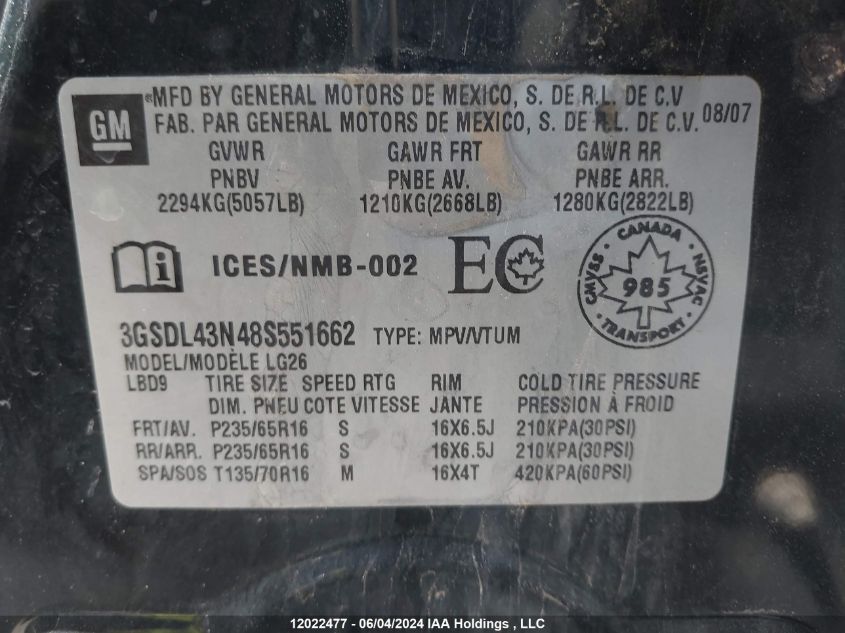 GM
MFD BY GENERAL MOTORS DE MEXICO, S. DE R.L. DE C.V
FAB. PAR GENERAL MOTORS DE MEXICO, S. DE R.L. DE C.V. 08/07
GVWR GAWR FRT GAWR RR
PNBV PNBE AV. PNBE ARR.
2294KG(5057LB) 1210KG(2668LB) 1280KG(2822LB)
i ICES/NMB-002 EC
CANADA
CMVSS 985 NSVAC
TRANSPORT
3GSDL43N48S551662 TYPE: MPV/VTUM
MODEL/MODÈLE LG26
LBD9 TIRE SIZE SPEED RTG RIM COLD TIRE PRESSURE
DIM. PNEU COTE VITESSE JANTE PRESSION À FROID
FRT/AV. P235/65R16 S 16X6.5J 210KPA(30PSI)
RR/ARR. P235/65R16 S 16X6.5J 210KPA(30PSI)
SPA/SOS T135/70R16 M 16X4T 420KPA(60PSI)
12022477 - 06/04/2024 IAA Holdings , LLC